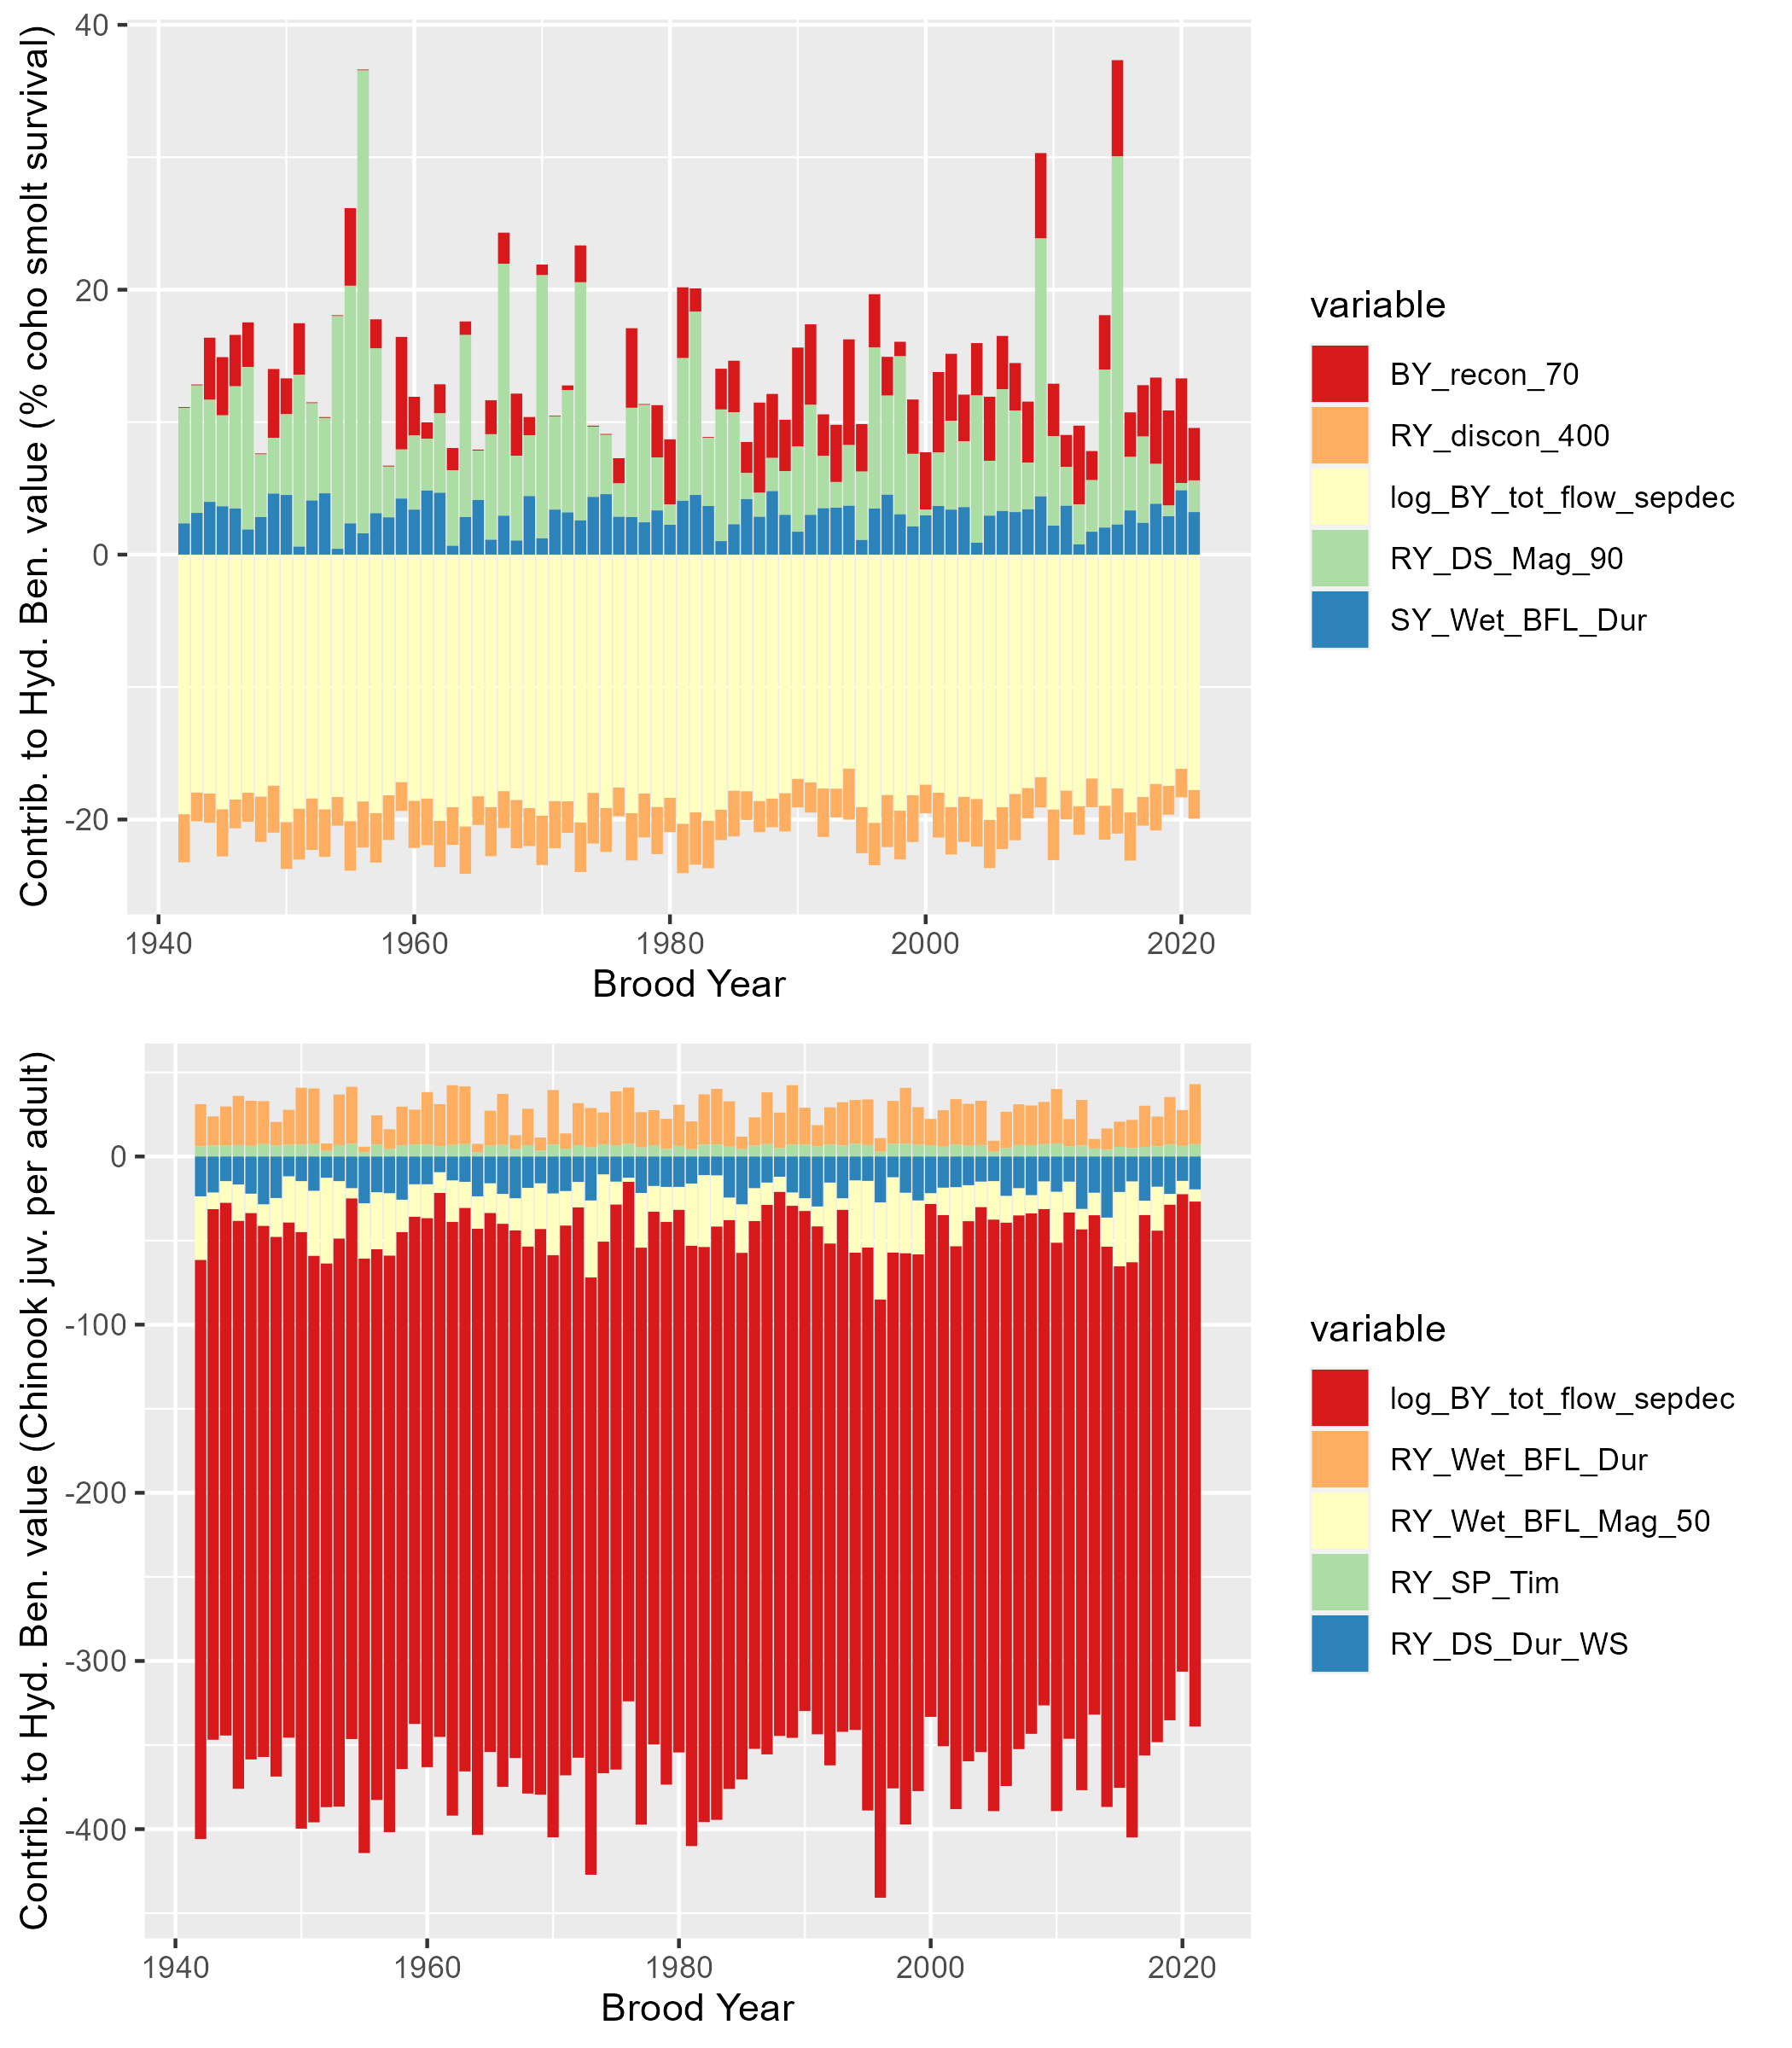 Contrib. to Hyd. Ben. value (% coho smolt survival)
40
20
0
-20
1940 1960 1980 2000 2020
Brood Year
variable
BY_recon_70
RY_discon_400
log_BY_tot_flow_sepdec
RY_DS_Mag_90
SY_Wet_BFL_Dur
Contrib. to Hyd. Ben. value (Chinook juv. per adult)
0
-100
-200
-300
-400
1940 1960 1980 2000 2020
Brood Year
variable
log_BY_tot_flow_sepdec
RY_Wet_BFL_Dur
RY_Wet_BFL_Mag_50
RY_SP_Tim
RY_DS_Dur_WS